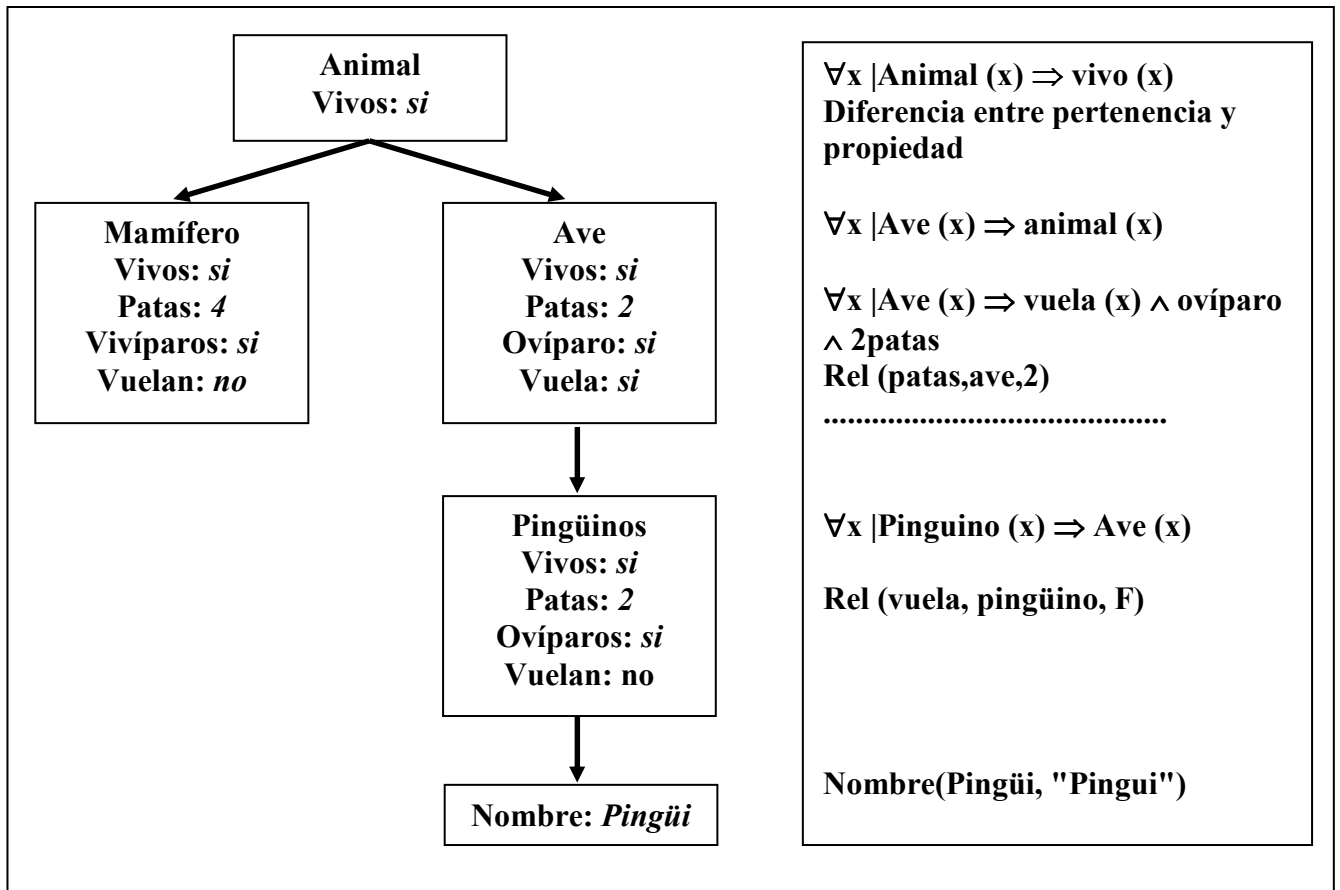 Animal
Vivos: si
Mamífero
Vivos: si
Patas: 4
Vivíparos: si
Vuelan: no
Ave
Vivos: si
Patas: 2
Ovíparo: si
Vuela: si
Pingüinos
Vivos: si
Patas: 2
Ovíparos: si
Vuelan: no
Nombre: Pingüi
∀x |Animal (x) ⇒ vivo (x)
Diferencia entre pertenencia y
propiedad
∀x |Ave (x) ⇒ animal (x)
∀x |Ave (x) ⇒ vuela (x) ∧ ovíparo
∧ 2patas
Rel (patas,ave,2)
...........................................
∀x |Pinguino (x) ⇒ Ave (x)
Rel (vuela, pingüino, F)
Nombre(Pingüi, "Pingui")